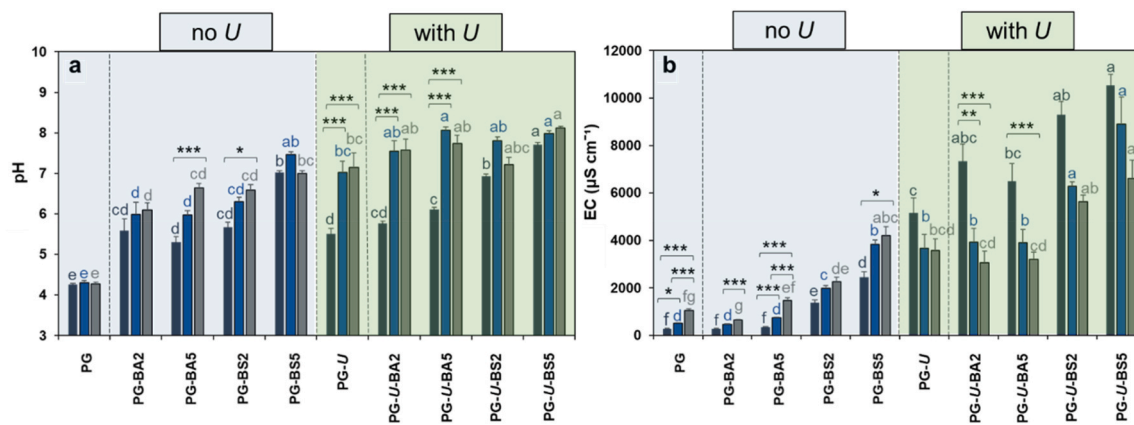 no U
with U
a
pH
10
9
8
7
6
5
4
3
e e e
cd d d
***
d d cd
*
cd cd cd
b ab bc
*** ***
d bc bc
*** ***
d ab ab
*** ***
c a ab
bc ab abc
a a a
PG
PG-BA2
PG-BA5
PG-BS2
PG-BS5
PG-U
PG-U-BA2
PG-U-BA5
PG-U-BS2
PG-U-BS5
no U
with U
b
EC (µS cm⁻¹)
12000
10000
8000
6000
4000
2000
0
*** *** *
f d fg
***
f d g
*** *** ***
f d ef
e c de
*
d b abc
c b bcd
*** **
abc b cd
***
bc b cd
ab a ab
a a a
PG
PG-BA2
PG-BA5
PG-BS2
PG-BS5
PG-U
PG-U-BA2
PG-U-BA5
PG-U-BS2
PG-U-BS5